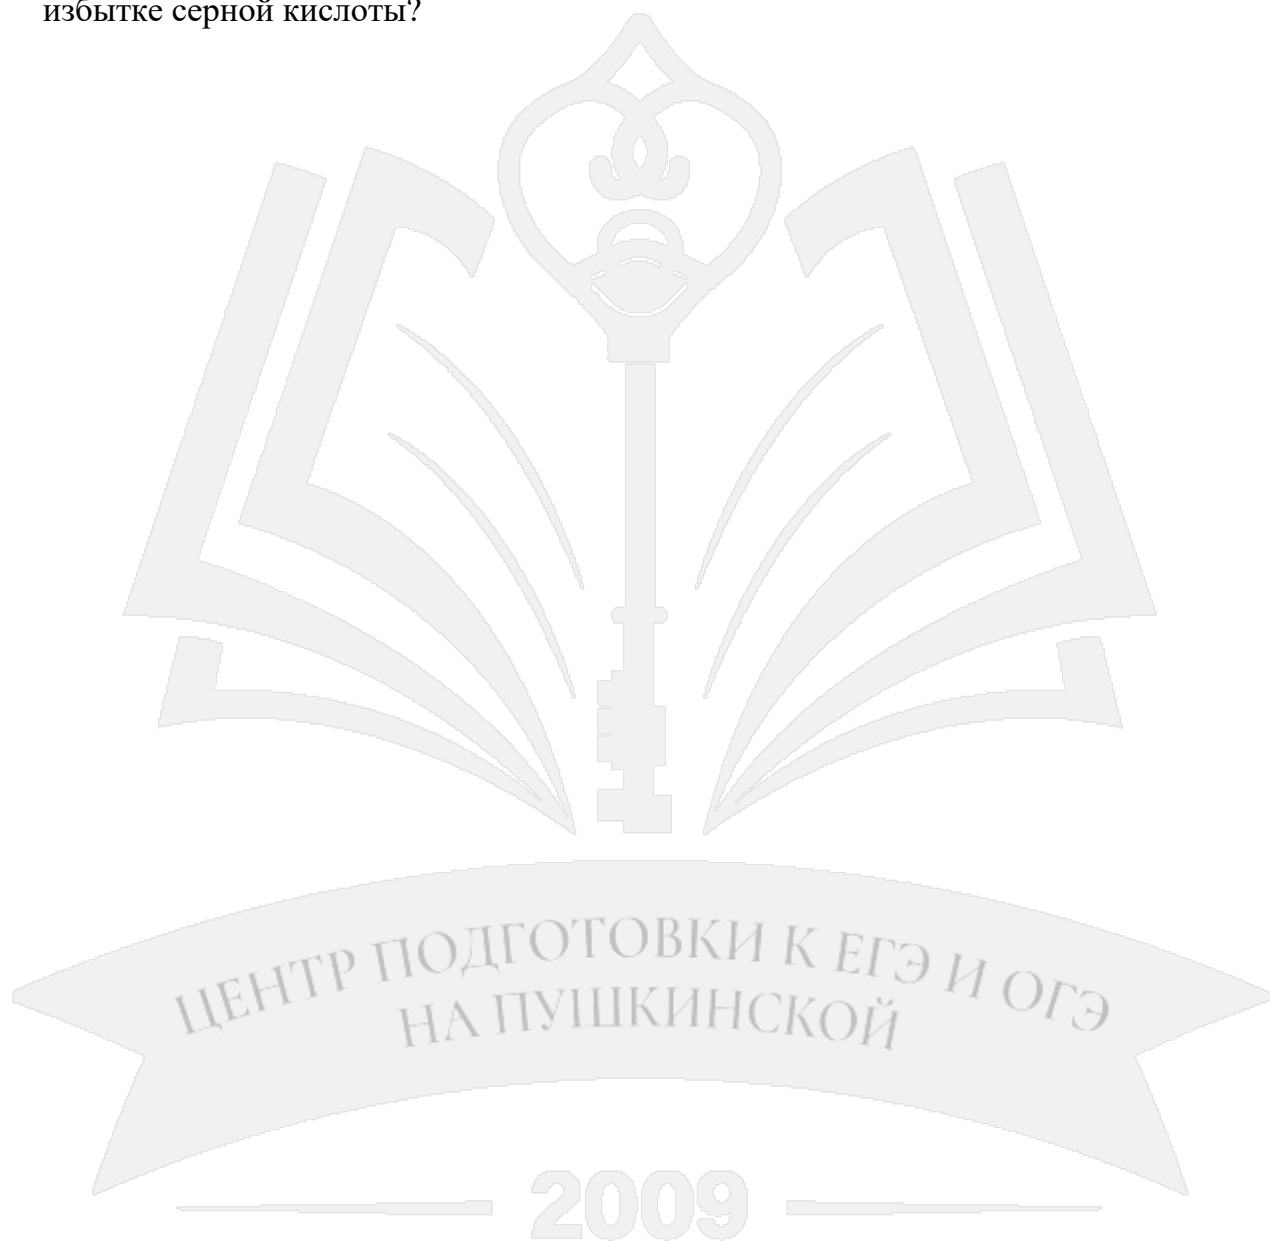 избытке серной кислоты?
ЦЕНТР ПОДГОТОВКИ К ЕГЭ И ОГЭ
НА ПУШКИНСКОЙ
2009